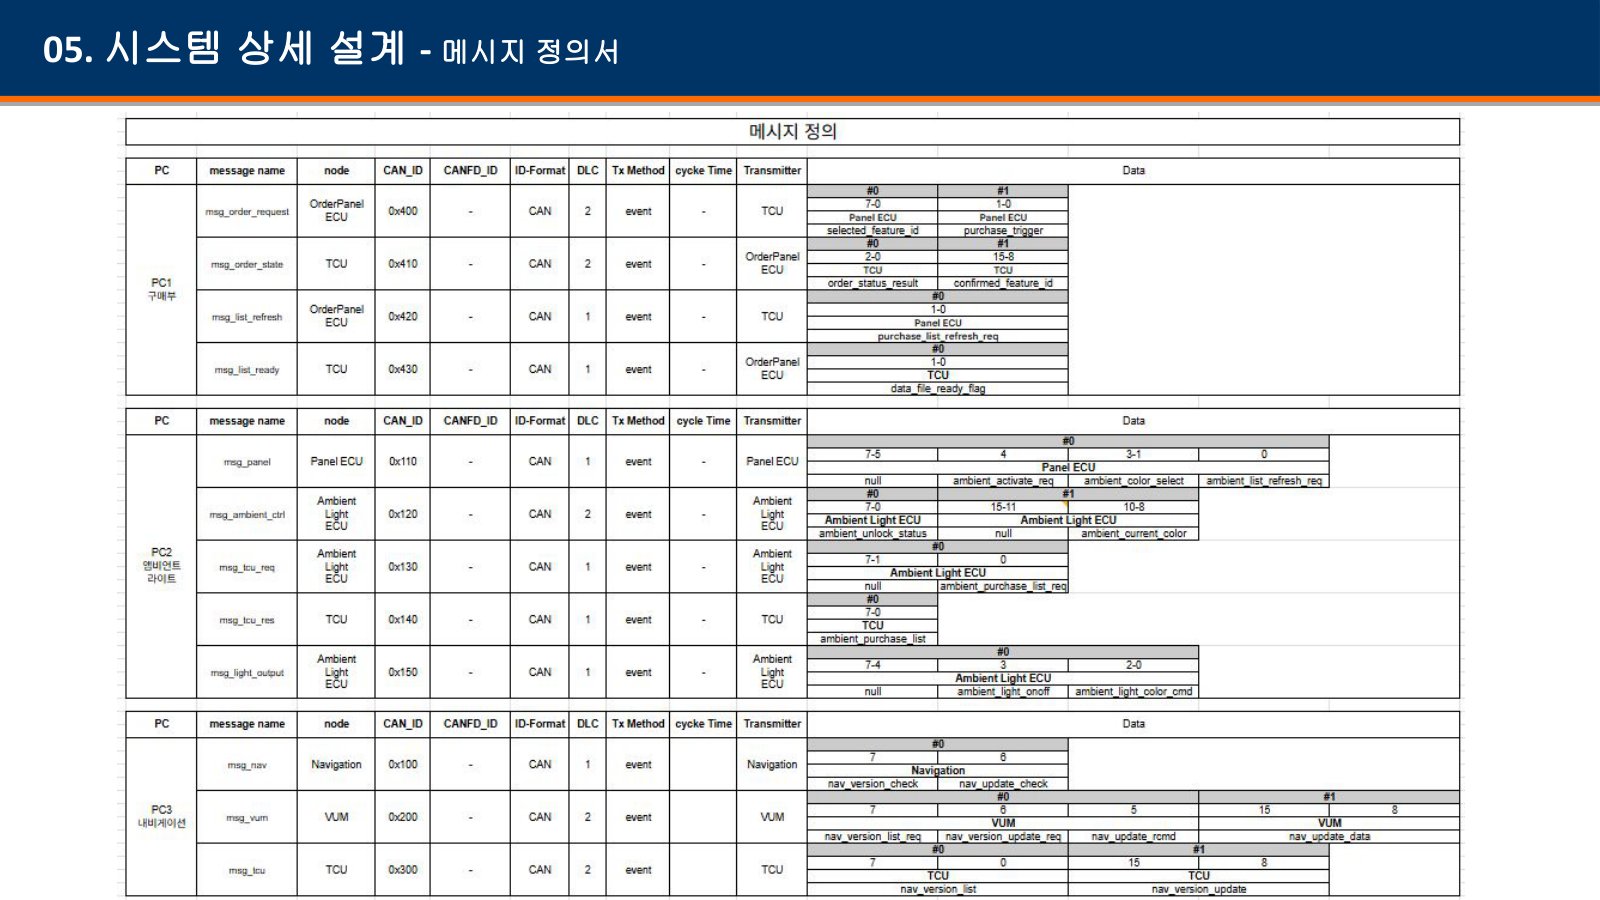 05. 시스템 상세 설계 - 메시지 정의서
메시지 정의
PC message name node CAN_ID CANFD_ID ID-Format DLC Tx Method cycke Time Transmitter Data
PC1
구매부
msg_order_request OrderPanel ECU 0x400 - CAN 2 event - TCU
#0 #1
7-0 1-0
Panel ECU Panel ECU
selected_feature_id purchase_trigger
msg_order_state TCU 0x410 - CAN 2 event - OrderPanel ECU
#0 #1
2-0 15-8
TCU TCU
order_status_result confirmed_feature_id
msg_list_refresh OrderPanel ECU 0x420 - CAN 1 event - TCU
#0
1-0
Panel ECU
purchase_list_refresh_req
msg_list_ready TCU 0x430 - CAN 1 event - OrderPanel ECU
#0
1-0
TCU
data_file_ready_flag
PC message name node CAN_ID CANFD_ID ID-Format DLC Tx Method cycle Time Transmitter Data
PC2
앰비언트
라이트
msg_panel Panel ECU 0x110 - CAN 1 event - Panel ECU
#0
7-5 4 3-1 0
Panel ECU
null ambient_activate_req ambient_color_select ambient_list_refresh_req
msg_ambient_ctrl Ambient Light ECU 0x120 - CAN 2 event - Ambient Light ECU
#0 #1
7-0 15-11 10-8
Ambient Light ECU Ambient Light ECU
ambient_unlock_status null ambient_current_color
msg_tcu_req Ambient Light ECU 0x130 - CAN 1 event - Ambient Light ECU
#0
7-1 0
Ambient Light ECU
null ambient_purchase_list_req
msg_tcu_res TCU 0x140 - CAN 1 event - TCU
#0
7-0
TCU
ambient_purchase_list
msg_light_output Ambient Light ECU 0x150 - CAN 1 event - Ambient Light ECU
#0
7-4 3 2-0
Ambient Light ECU
null ambient_light_onoff ambient_light_color_cmd
PC message name node CAN_ID CANFD_ID ID-Format DLC Tx Method cycke Time Transmitter Data
PC3
내비게이션
msg_nav Navigation 0x100 - CAN 1 event Navigation
#0
7 6
Navigation
nav_version_check nav_update_check
msg_vum VUM 0x200 - CAN 2 event VUM
#0 #1
7 6 5 15 8
VUM VUM
nav_version_list_req nav_version_update_req nav_update_rcmd nav_update_data
msg_tcu TCU 0x300 - CAN 2 event TCU
#0 #1
7 0 15 8
TCU TCU
nav_version_list nav_version_update